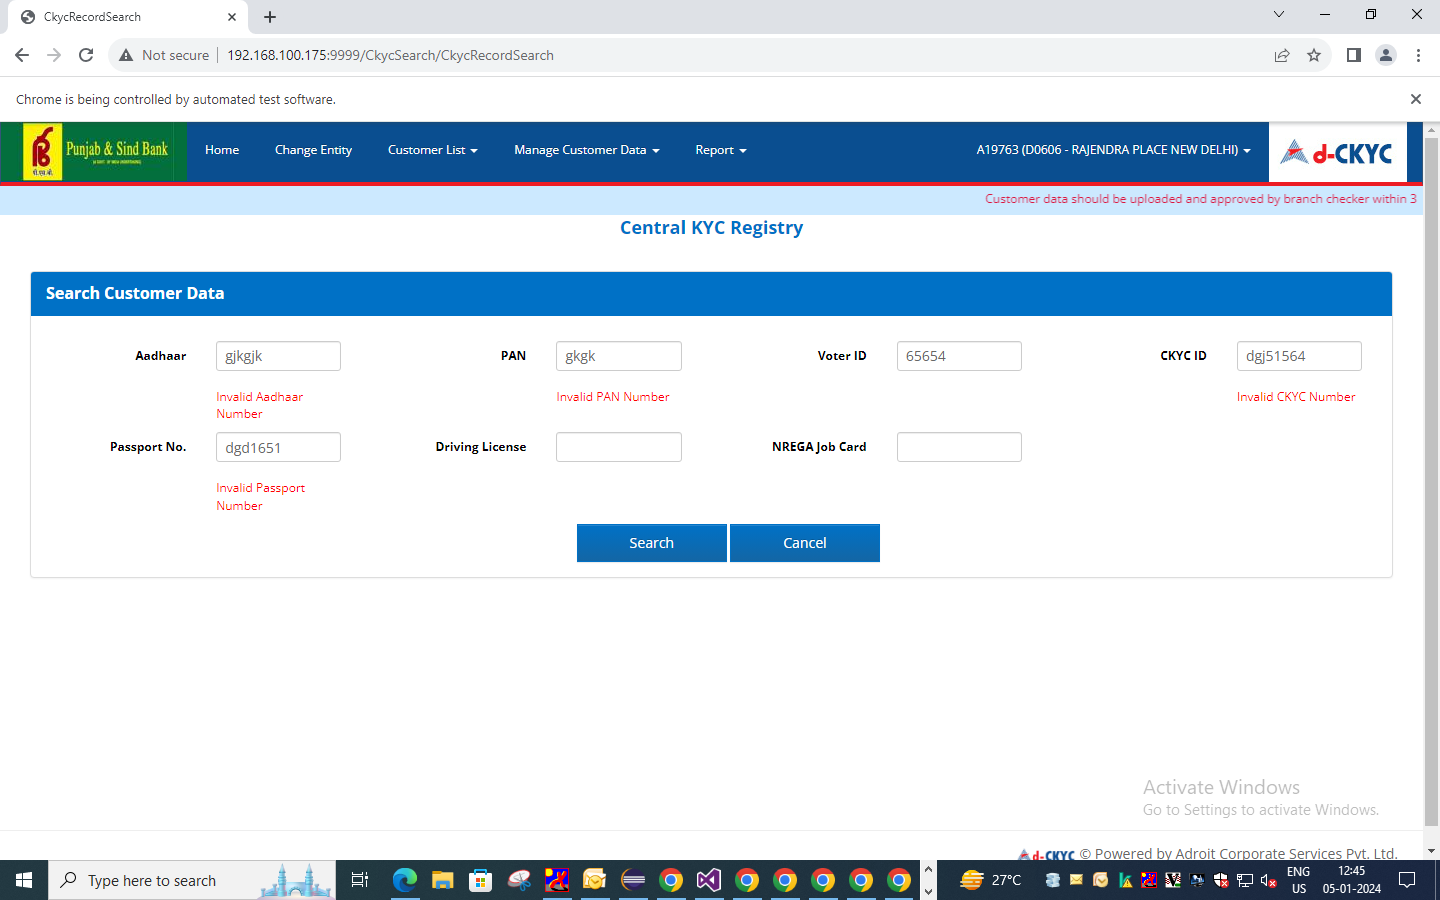 CkycRecordSearch
Not secure 192.168.100.175:9999/CkycSearch/CkycRecordSearch
Chrome is being controlled by automated test software.
पी.एस.बी. Punjab & Sind Bank Home Change Entity Customer List Manage Customer Data Report A19763 (D0606 - RAJENDRA PLACE NEW DELHI) d-CKYC
Customer data should be uploaded and approved by branch checker within 3
Central KYC Registry
Search Customer Data
Aadhaar gjkgjk PAN gkgk Voter ID 65654 CKYC ID dgj51564
Invalid Aadhaar Number Invalid PAN Number Invalid CKYC Number
Passport No. dgd1651 Driving License NREGA Job Card
Invalid Passport Number
Search Cancel
Activate Windows
Go to Settings to activate Windows.
d-CKYC © Powered by Adroit Corporate Services Pvt. Ltd.
Type here to search 27°C ENG 12:45
US 05-01-2024